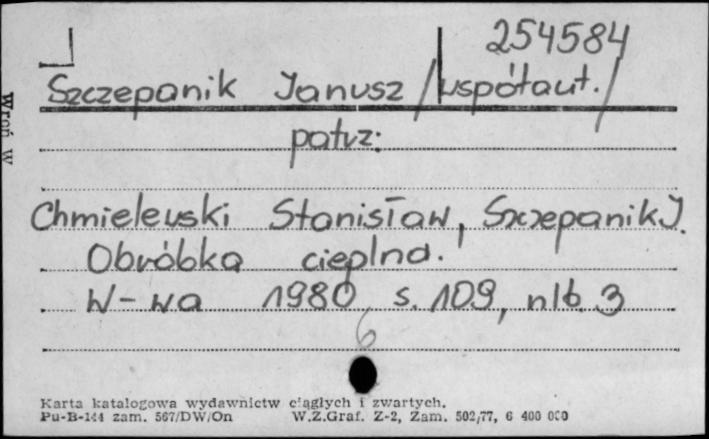 254584
Szczepanik Janusz /współaut./
patrz:
Chmielewski Stanisław, Szczepanik J.
Obróbka cieplna.
W-wa 1980 s. 109, nlb. 3
6
Karta katalogowa wydawnictw ciągłych i zwartych.
Pu-B-144 zam. 567/DW/On W.Z.Graf. Z-2, Zam. 502/77, 6 400 000